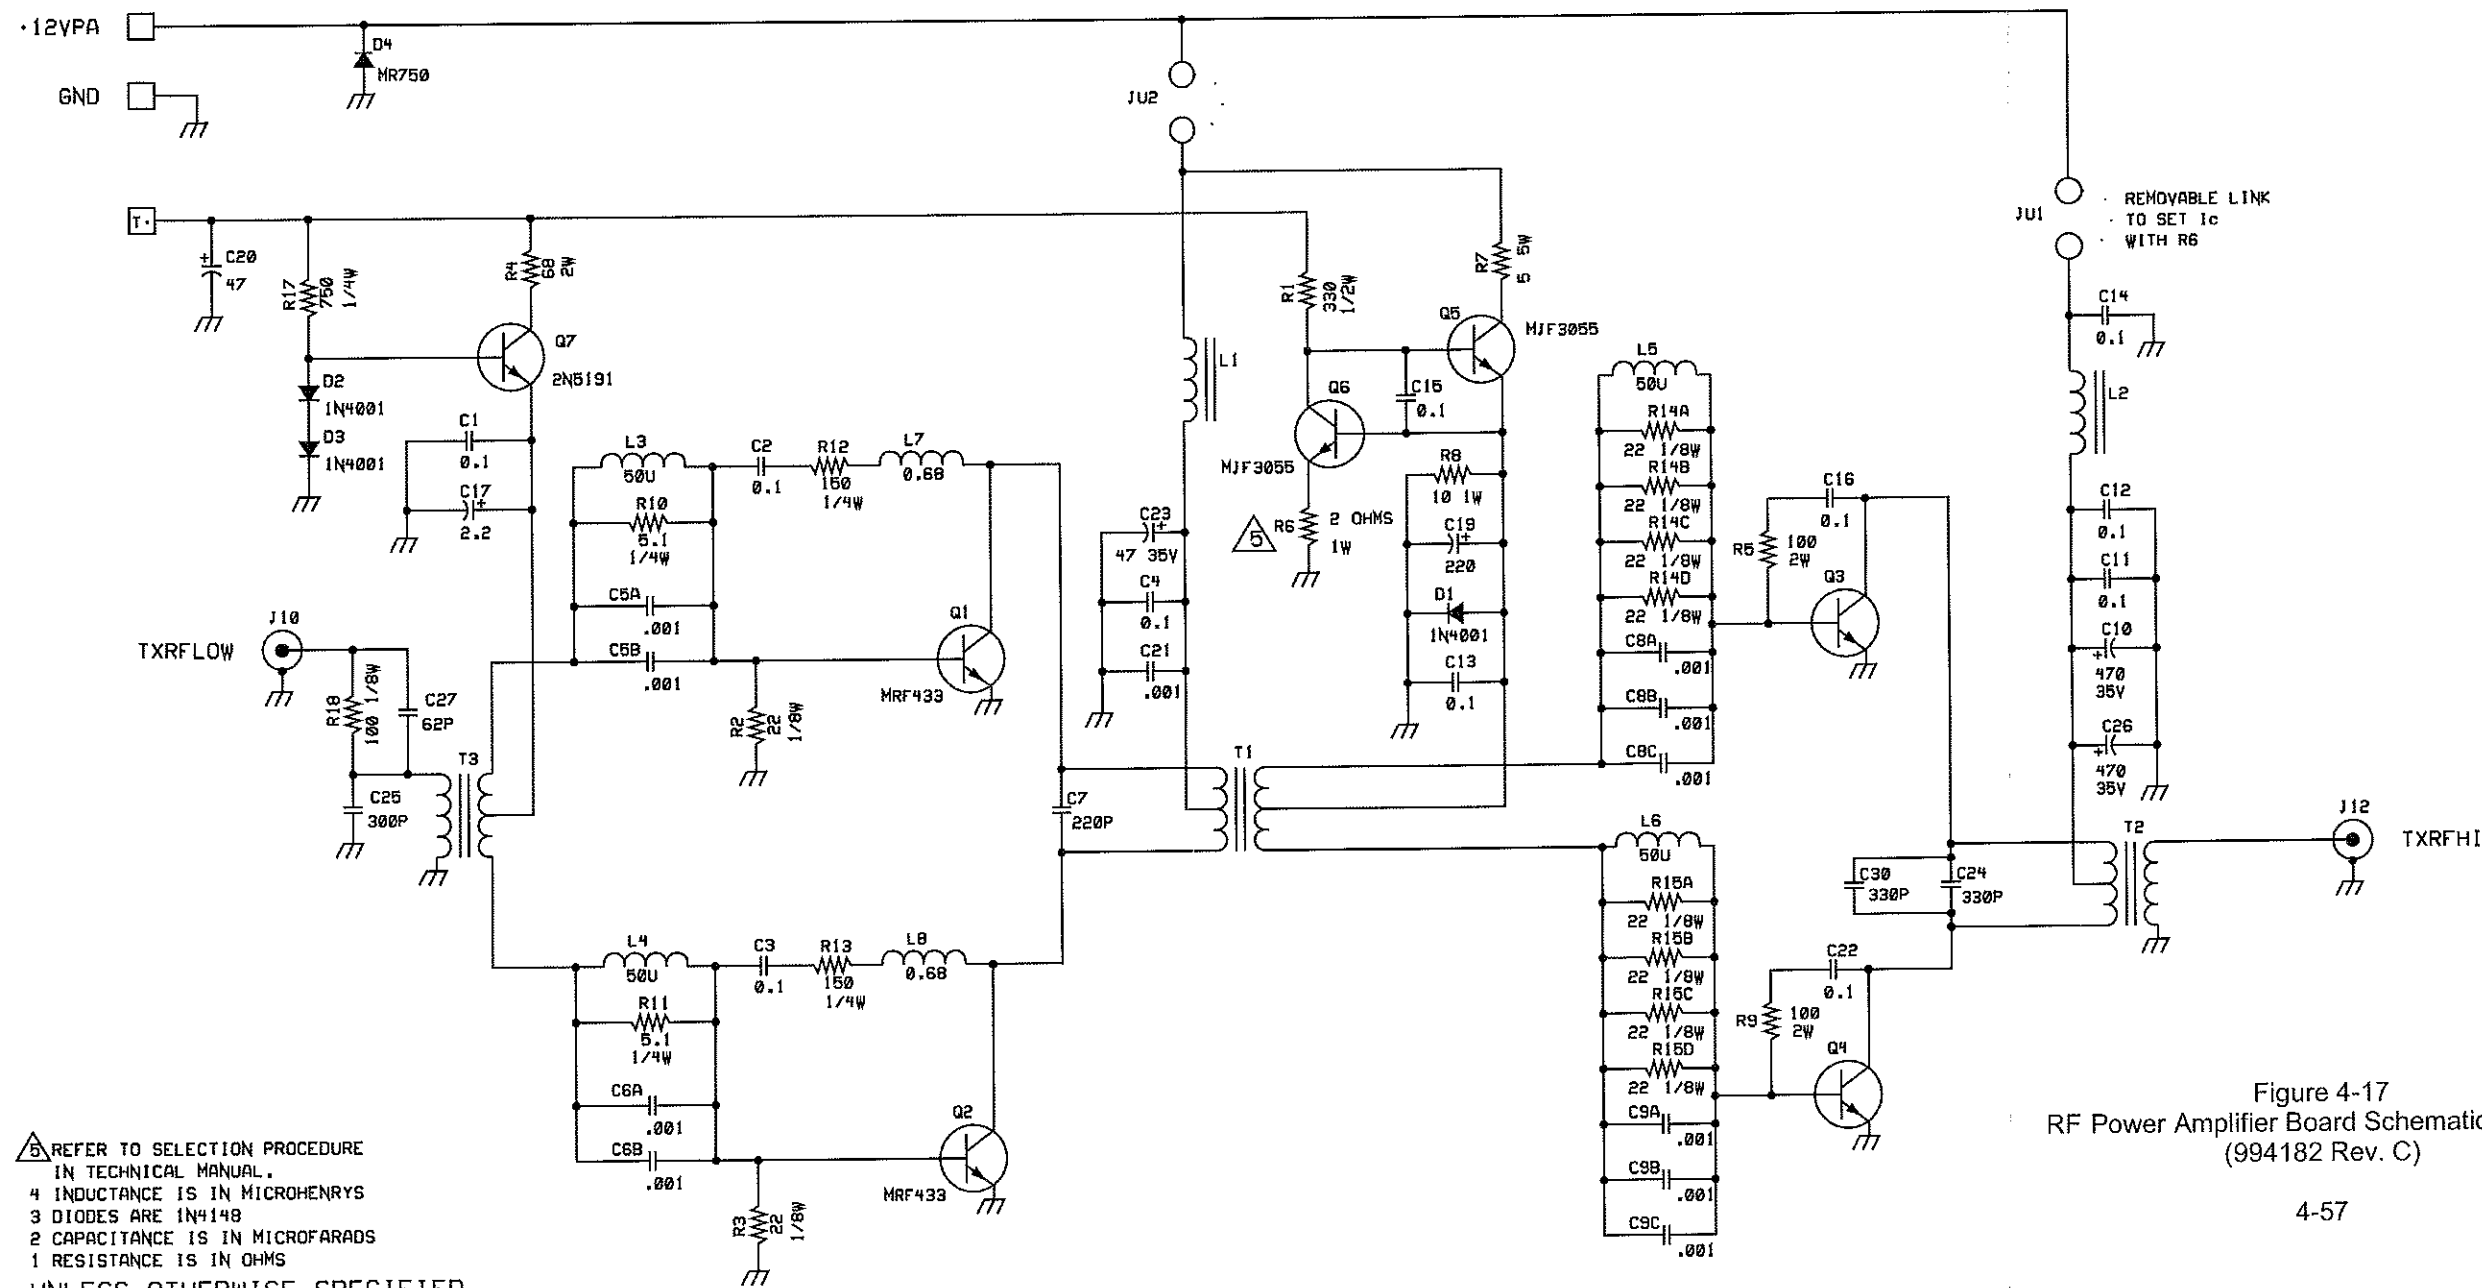 +12VPA
D4
MR750
GND
JU2
T+
JU1
REMOVABLE LINK
TO SET Ic
WITH R6
C20
47
R17
750
1/4W
R4
68
2W
R1
330
1/2W
R7
5 5W
Q5
MJF3055
C14
0.1
Q7
2N5191
D2
1N4001
D3
1N4001
L1
Q6
MJF3055
C15
0.1
L2
C1
0.1
C17
2.2
L3
50U
R10
5.1
1/4W
C5A
.001
C5B
.001
C2
0.1
R12
150
1/4W
L7
0.68
Q1
MRF433
R2
22
1/8W
C23
47 35V
C4
0.1
C21
.001
5
R6
2 OHMS
1W
R8
10 1W
C19
220
D1
1N4001
C13
0.1
L5
50U
R14A
22 1/8W
R14B
22 1/8W
R14C
22 1/8W
R14D
22 1/8W
C8A
.001
C8B
.001
C8C
.001
C16
0.1
R5
100
2W
Q3
C12
0.1
C11
0.1
C10
470
35V
C26
470
35V
J10
TXRFLOW
R18
100 1/8W
C27
62P
C25
300P
T3
C7
220P
T1
L6
50U
R15A
22 1/8W
R15B
22 1/8W
R15C
22 1/8W
R15D
22 1/8W
C9A
.001
C9B
.001
C9C
.001
C30
330P
C24
330P
T2
J12
TXRFHI
C22
0.1
R9
100
2W
Q4
L4
50U
R11
5.1
1/4W
C6A
.001
C6B
.001
C3
0.1
R13
150
1/4W
L8
0.68
Q2
MRF433
R3
22
1/8W
5 REFER TO SELECTION PROCEDURE
IN TECHNICAL MANUAL.
4 INDUCTANCE IS IN MICROHENRYS
3 DIODES ARE 1N4148
2 CAPACITANCE IS IN MICROFARADS
1 RESISTANCE IS IN OHMS
UNLESS OTHERWISE SPECIFIED
Figure 4-17
RF Power Amplifier Board Schematic
(994182 Rev. C)
4-57